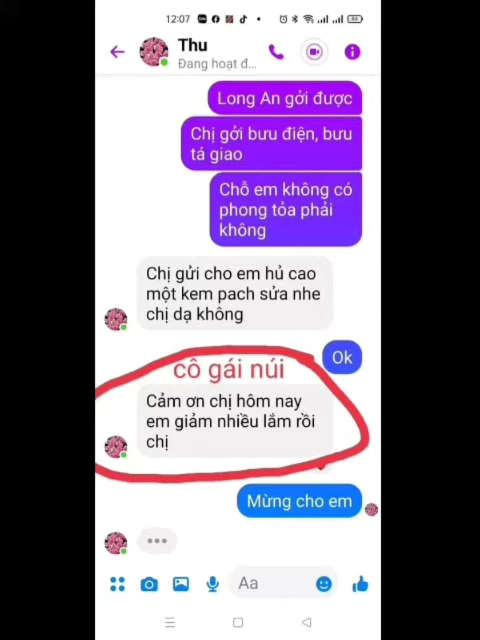 12:07
Thu
Đang hoạt đ...
Long An gởi được
Chị gởi bưu điện, bưu
tá giao
Chỗ em không có
phong tỏa phải
không
Chị gửi cho em hủ cao
một kem pach sửa nhe
chị dạ không
Ok
cô gái núi
Cảm ơn chị hôm nay
em giảm nhiều lắm rồi
chị
Mừng cho em
Aa